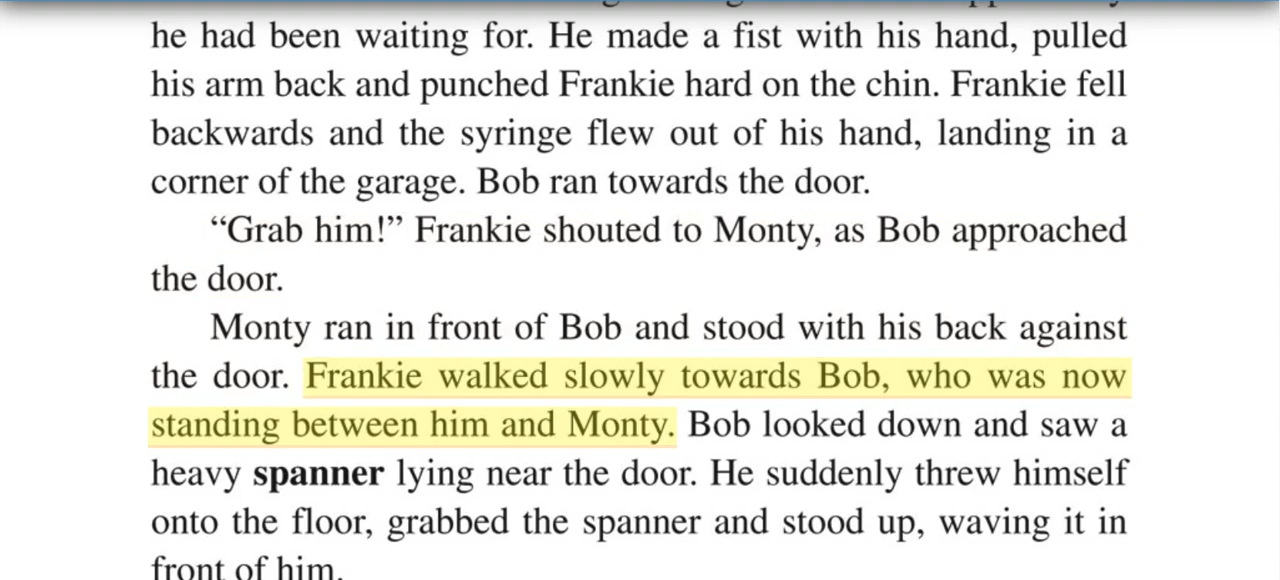 he had been waiting for. He made a fist with his hand, pulled
his arm back and punched Frankie hard on the chin. Frankie fell
backwards and the syringe flew out of his hand, landing in a
corner of the garage. Bob ran towards the door.
“Grab him!” Frankie shouted to Monty, as Bob approached
the door.
Monty ran in front of Bob and stood with his back against
the door. Frankie walked slowly towards Bob, who was now
standing between him and Monty. Bob looked down and saw a
heavy spanner lying near the door. He suddenly threw himself
onto the floor, grabbed the spanner and stood up, waving it in
front of him.